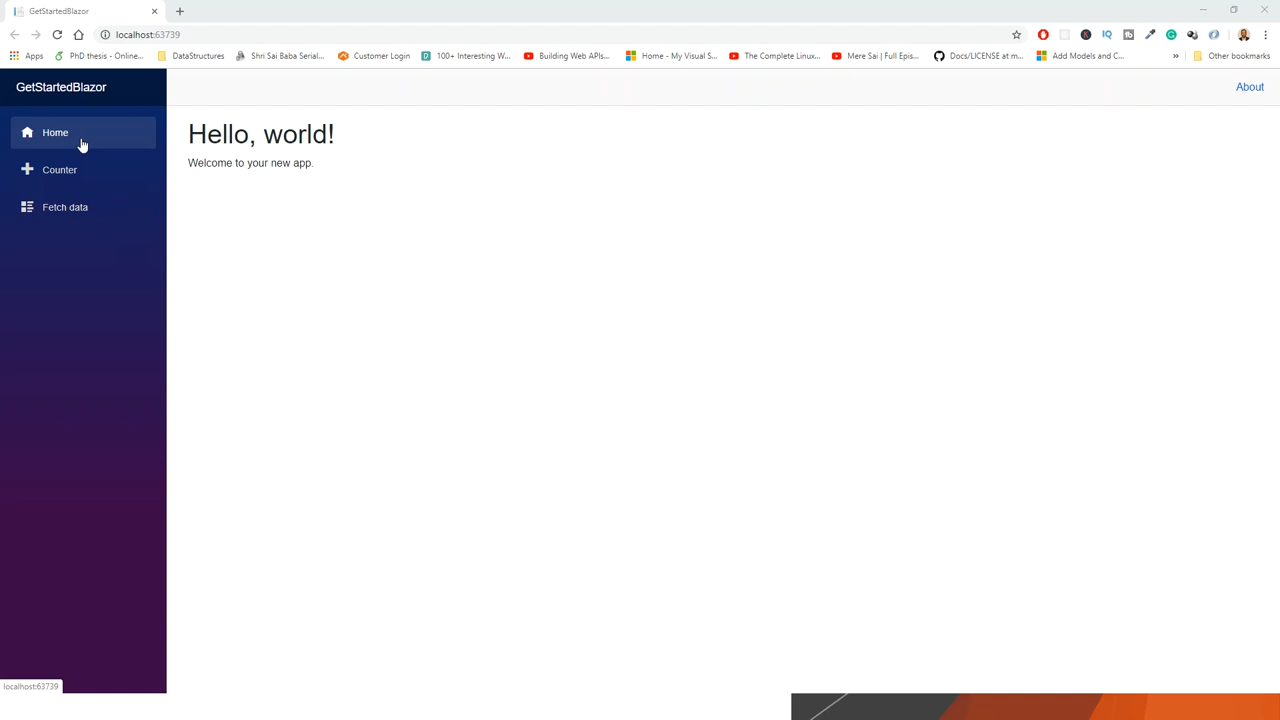 GetStartedBlazor
localhost:63739
Apps
PhD thesis - Online...
DataStructures
Shri Sai Baba Serial...
Customer Login
100+ Interesting W...
Building Web APIs...
Home - My Visual S...
The Complete Linux...
Mere Sai | Full Epis...
Docs/LICENSE at m...
Add Models and C...
»
Other bookmarks
GetStartedBlazor
About
Home
Counter
Fetch data
Hello, world!
Welcome to your new app.
localhost:63739